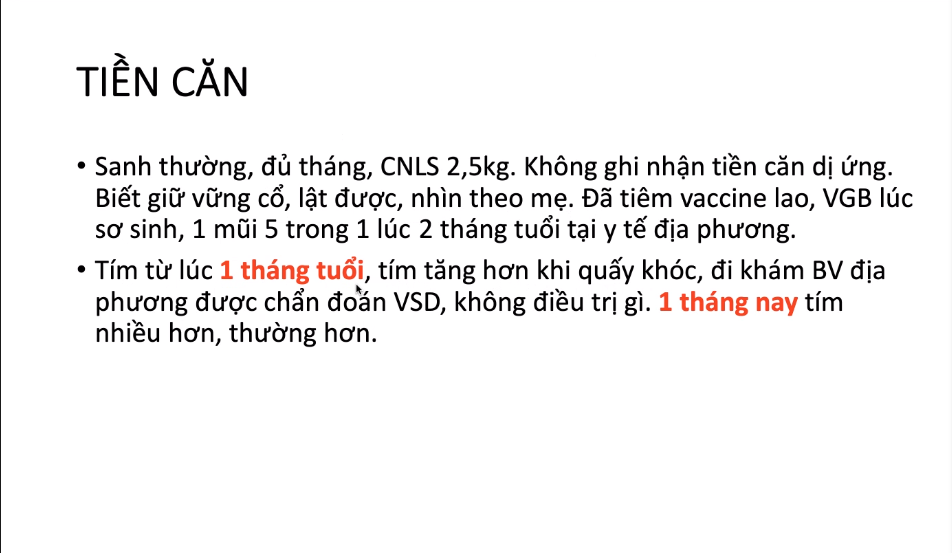 TIỀN CĂN
• Sanh thường, đủ tháng, CNLS 2,5kg. Không ghi nhận tiền căn dị ứng.
Biết giữ vững cổ, lật được, nhìn theo mẹ. Đã tiêm vaccine lao, VGB lúc
sơ sinh, 1 mũi 5 trong 1 lúc 2 tháng tuổi tại y tế địa phương.
• Tím từ lúc 1 tháng tuổi, tím tăng hơn khi quấy khóc, đi khám BV địa
phương được chẩn đoán VSD, không điều trị gì. 1 tháng nay tím
nhiều hơn, thường hơn.